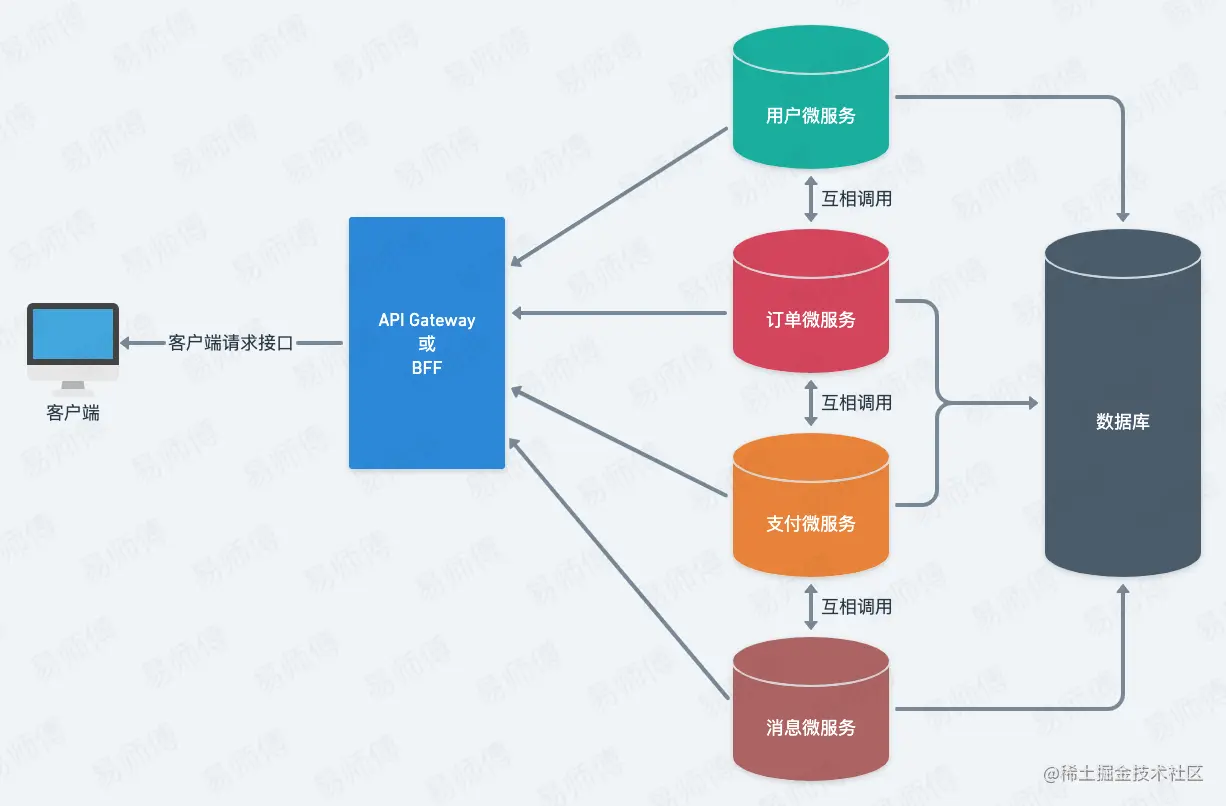 用户微服务
互相调用
订单微服务
API Gateway
或
BFF
客户端请求接口
客户端
互相调用
数据库
支付微服务
互相调用
消息微服务
@稀土掘金技术社区
易师傅